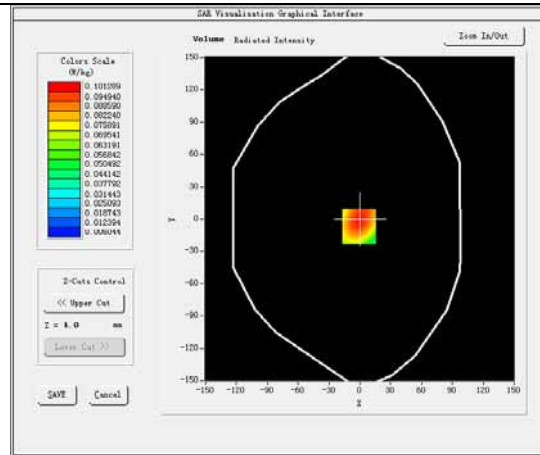 SAR Visualisation Graphical Interface
Volume Radiated Intensity
Zoom In/Out
Colors Scale
(W/kg)
0.101289
0.094940
0.088590
0.082240
0.075891
0.069541
0.063191
0.056842
0.050492
0.044142
0.037792
0.031443
0.025093
0.018743
0.012394
0.006044
Z-Cuts Control
<< Upper Cut
Z = 4.0 mm
Lower Cut >>
SAVE
Cancel
150
120
90
60
30
0
-30
-60
-90
-120
-150
Y
-150 -120 -90 -60 -30 0 30 60 90 120 150
X